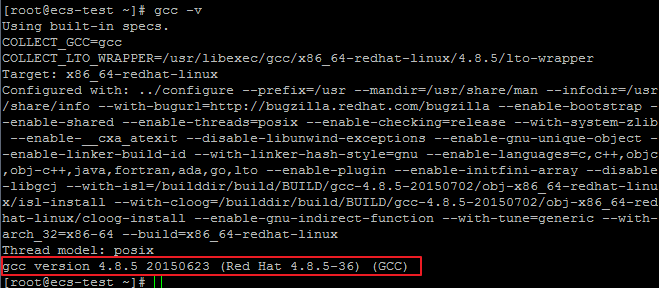 [root@ecs-test ~]# gcc -v
Using built-in specs.
COLLECT_GCC=gcc
COLLECT_LTO_WRAPPER=/usr/libexec/gcc/x86_64-redhat-linux/4.8.5/lto-wrapper
Target: x86_64-redhat-linux
Configured with: ../configure --prefix=/usr --mandir=/usr/share/man --infodir=/usr
/share/info --with-bugurl=http://bugzilla.redhat.com/bugzilla --enable-bootstrap -
-enable-shared --enable-threads=posix --enable-checking=release --with-system-zlib
 --enable-__cxa_atexit --disable-libunwind-exceptions --enable-gnu-unique-object -
-enable-linker-build-id --with-linker-hash-style=gnu --enable-languages=c,c++,objc
,obj-c++,java,fortran,ada,go,lto --enable-plugin --enable-initfini-array --disable
-libgcj --with-isl=/builddir/build/BUILD/gcc-4.8.5-20150702/obj-x86_64-redhat-linu
x/isl-install --with-cloog=/builddir/build/BUILD/gcc-4.8.5-20150702/obj-x86_64-red
hat-linux/cloog-install --enable-gnu-indirect-function --with-tune=generic --with-
arch_32=x86-64 --build=x86_64-redhat-linux
Thread model: posix
gcc version 4.8.5 20150623 (Red Hat 4.8.5-36) (GCC)
[root@ecs-test ~]#